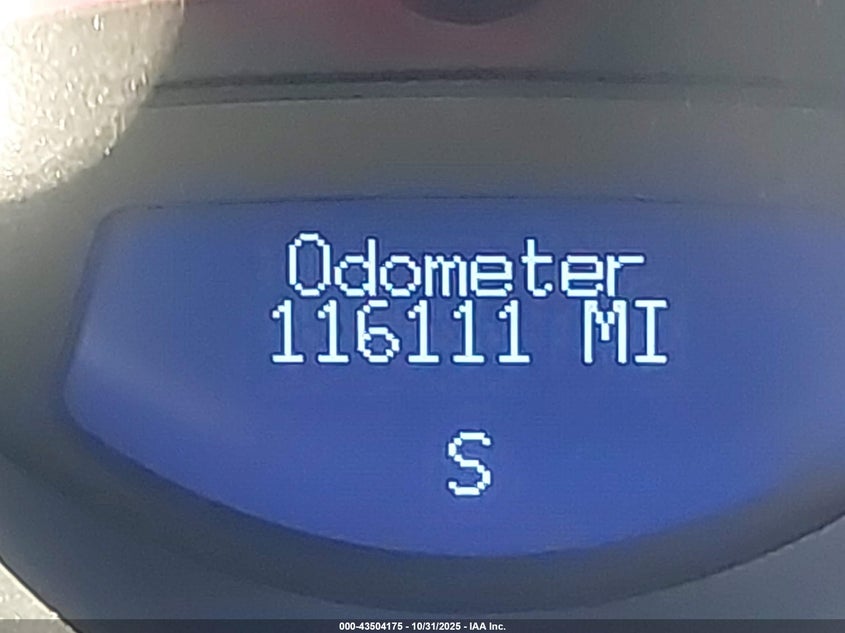 Odometer
116111 MI
S
000-43504175 - 10/31/2025 - IAA Inc.